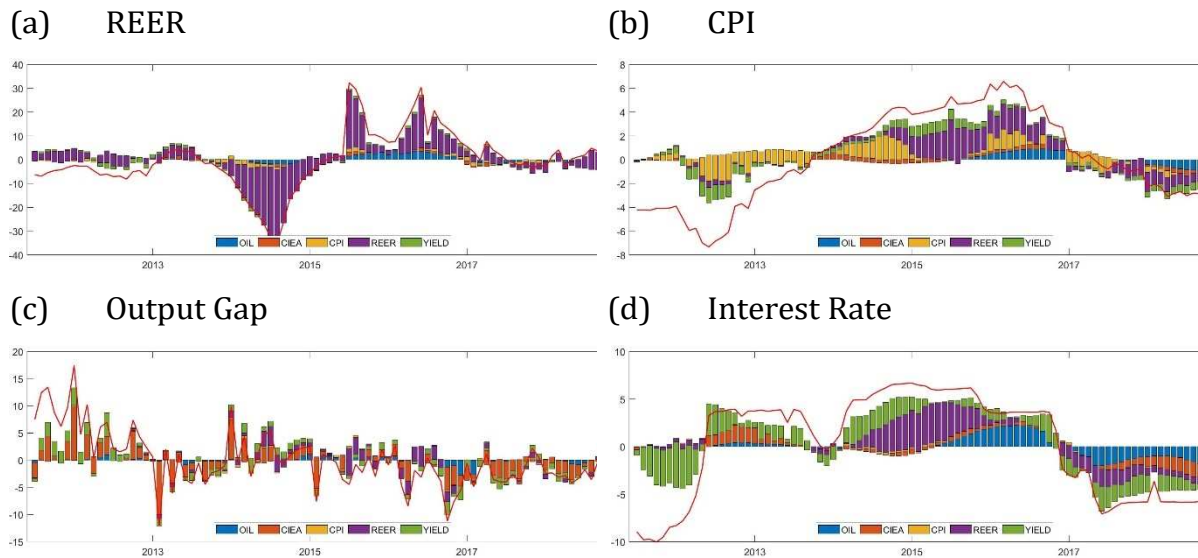 (a) REER
(b) CPI
40
30
20
10
0
-10
-20
-30
-40
2013 2015 2017
OIL CIEA CPI REER YIELD
8
6
4
2
0
-2
-4
-6
-8
2013 2015 2017
OIL CIEA CPI REER YIELD
(c) Output Gap
(d) Interest Rate
20
15
10
5
0
-5
-10
-15
2013 2015 2017
OIL CIEA CPI REER YIELD
10
5
0
-5
-10
2013 2015 2017
OIL CIEA CPI REER YIELD